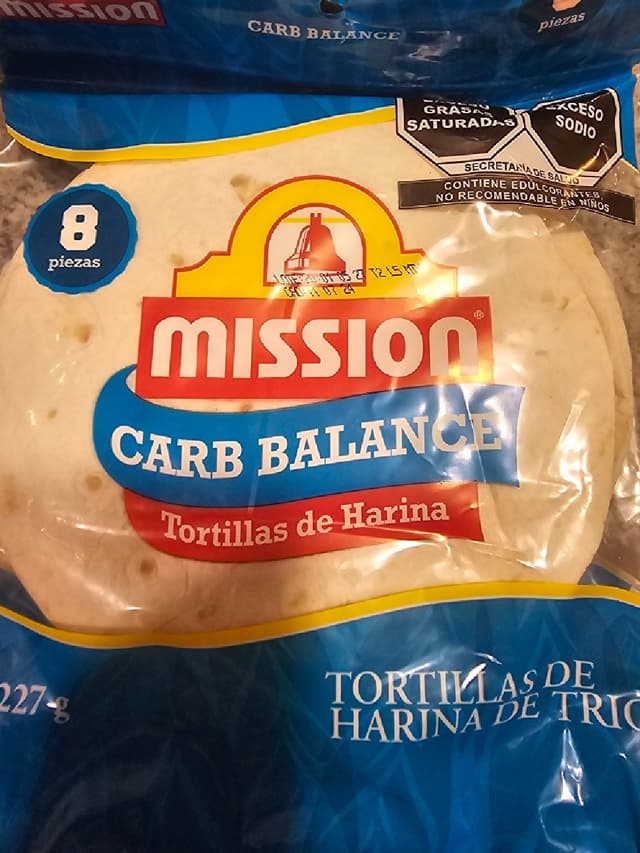 MISSION
CARB BALANCE
piezas
EXCESO
GRASAS
SATURADAS
EXCESO
SODIO
SECRETARÍA DE SALUD
CONTIENE EDULCORANTES
NO RECOMENDABLE EN NIÑOS
8
piezas
MISSION®
CARB BALANCE
Tortillas de Harina
227 g
TORTILLAS DE
HARINA DE TRIG